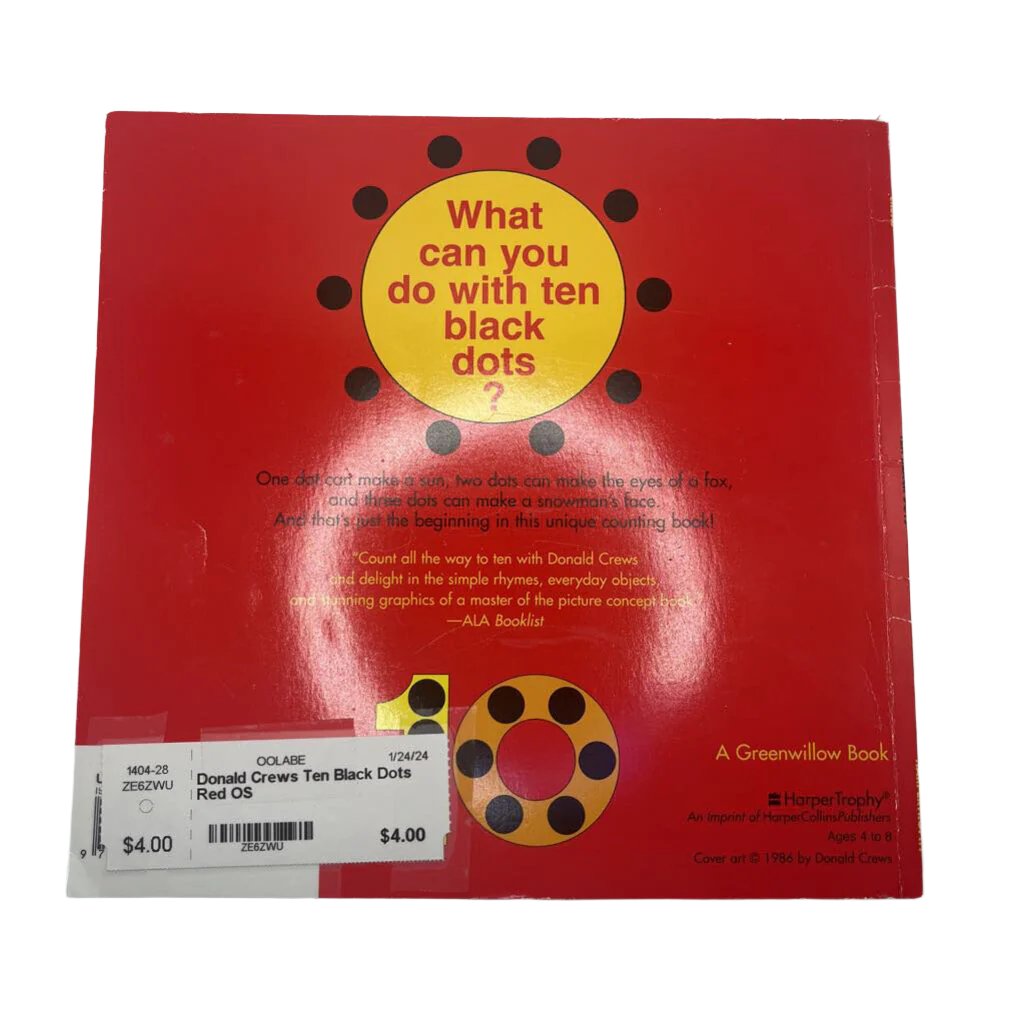 What
can you
do with ten
black
dots
?
One dot can make a sun, two dots can make the eyes of a fox,
and three dots can make a snowman's face.
And that's just the beginning in this unique counting book!
"Count all the way to ten with Donald Crews
and delight in the simple rhymes, everyday objects,
and stunning graphics of a master of the picture concept book
—ALA Booklist
10
A Greenwillow Book
HarperTrophy®
An Imprint of HarperCollinsPublishers
Ages 4 to 8
Cover art © 1986 by Donald Crews
1404-28
ZE6ZWU
$4.00
OOLABE 1/24/24
Donald Crews Ten Black Dots
Red OS
ZE6ZWU
$4.00